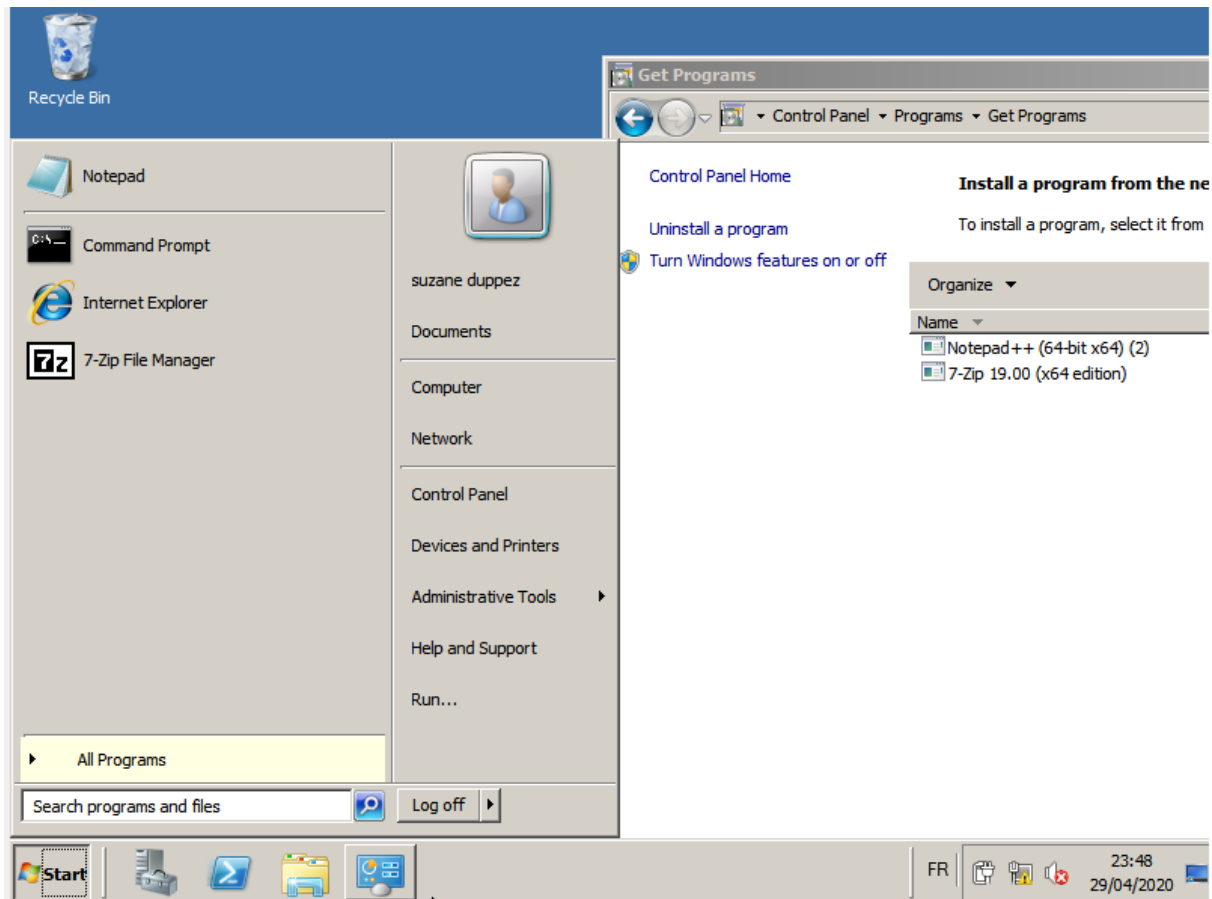 Recycle Bin
Get Programs
Control Panel Programs Get Programs
Notepad
Command Prompt
Internet Explorer
7-Zip File Manager
All Programs
Search programs and files
suzane duppez
Documents
Computer
Network
Control Panel
Devices and Printers
Administrative Tools
Help and Support
Run...
Log off
Control Panel Home
Uninstall a program
Turn Windows features on or off
Install a program from the ne
To install a program, select it from
Organize
Name
Notepad++ (64-bit x64) (2)
7-Zip 19.00 (x64 edition)
Start
FR
23:48
29/04/2020